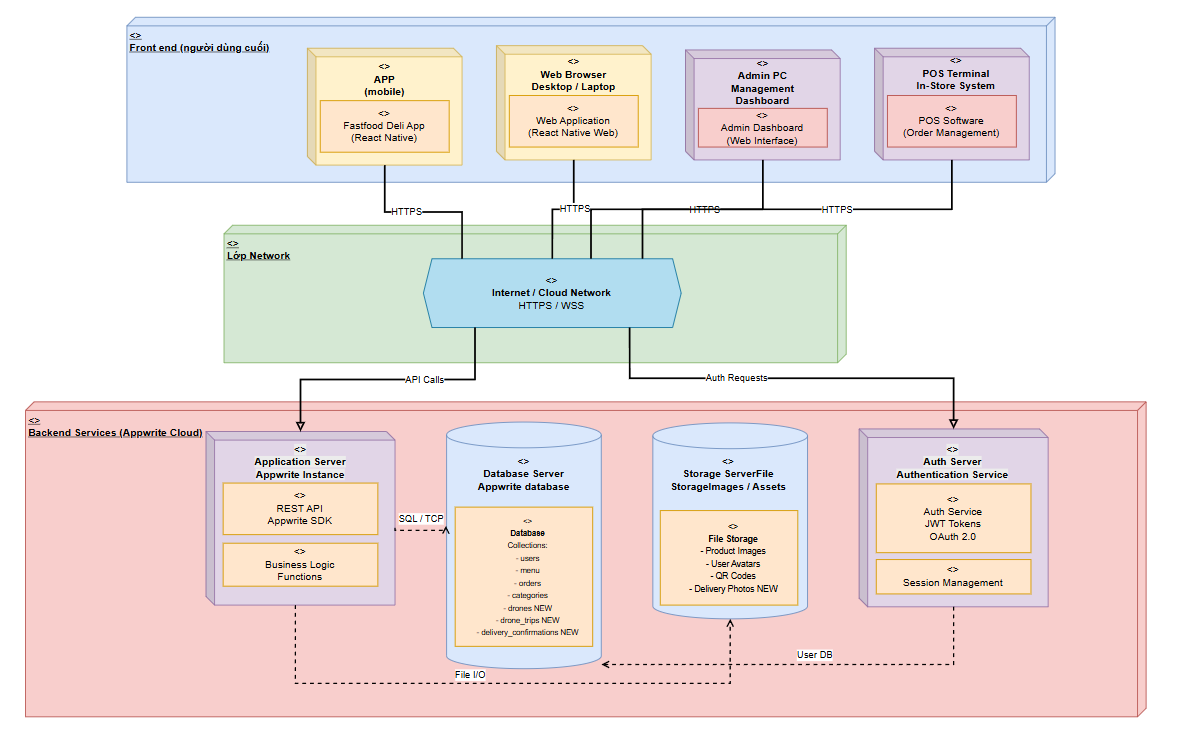 <>
Front end (người dùng cuối)
<>
APP
(mobile)
<>
Fastfood Deli App
(React Native)
<>
Web Browser
Desktop / Laptop
<>
Web Application
(React Native Web)
<>
Admin PC
Management
Dashboard
<>
Admin Dashboard
(Web Interface)
<>
POS Terminal
In-Store System
<>
POS Software
(Order Management)
HTTPS
HTTPS
HTTPS
HTTPS
<>
Lớp Network
<>
Internet / Cloud Network
HTTPS / WSS
API Calls
Auth Requests
<>
Backend Services (Appwrite Cloud)
<>
Application Server
Appwrite Instance
<>
REST API
Appwrite SDK
<>
Business Logic
Functions
SQL / TCP
<>
Database Server
Appwrite database
<>
Database
Collections:
- users
- menu
- orders
- categories
- drones NEW
- drone_trips NEW
- delivery_confirmations NEW
<>
Storage ServerFile
StorageImages / Assets
<>
File Storage
- Product Images
- User Avatars
- QR Codes
- Delivery Photos NEW
<>
Auth Server
Authentication Service
<>
Auth Service
JWT Tokens
OAuth 2.0
<>
Session Management
User DB
File I/O